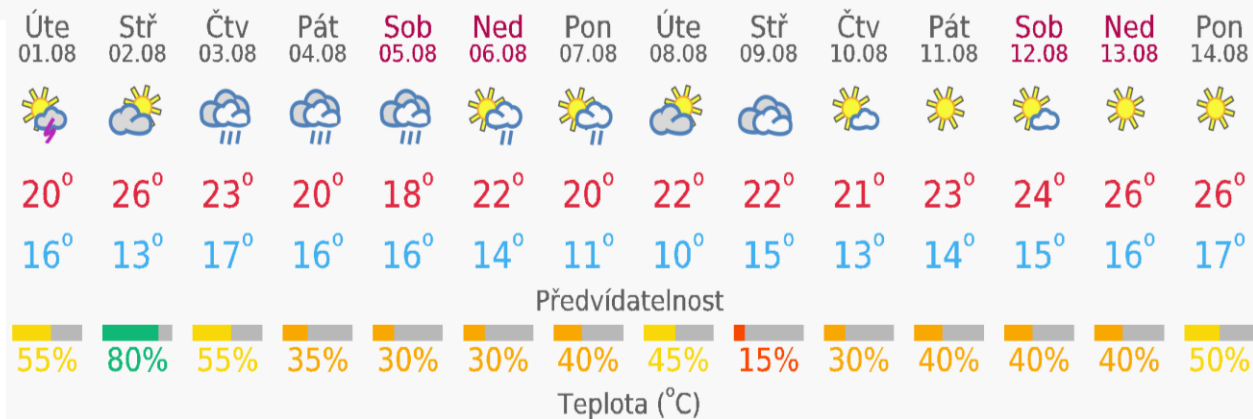 Úte Stř Čtv Pát Sob Ned Pon Úte Stř Čtv Pát Sob Ned Pon
01.08 02.08 03.08 04.08 05.08 06.08 07.08 08.08 09.08 10.08 11.08 12.08 13.08 14.08
20° 26° 23° 20° 18° 22° 20° 22° 22° 21° 23° 24° 26° 26°
16° 13° 17° 16° 16° 14° 11° 10° 15° 13° 14° 15° 16° 17°
Předvídatelnost
55% 80% 55% 35% 30% 30% 40% 45% 15% 30% 40% 40% 40% 50%
Teplota (°C)